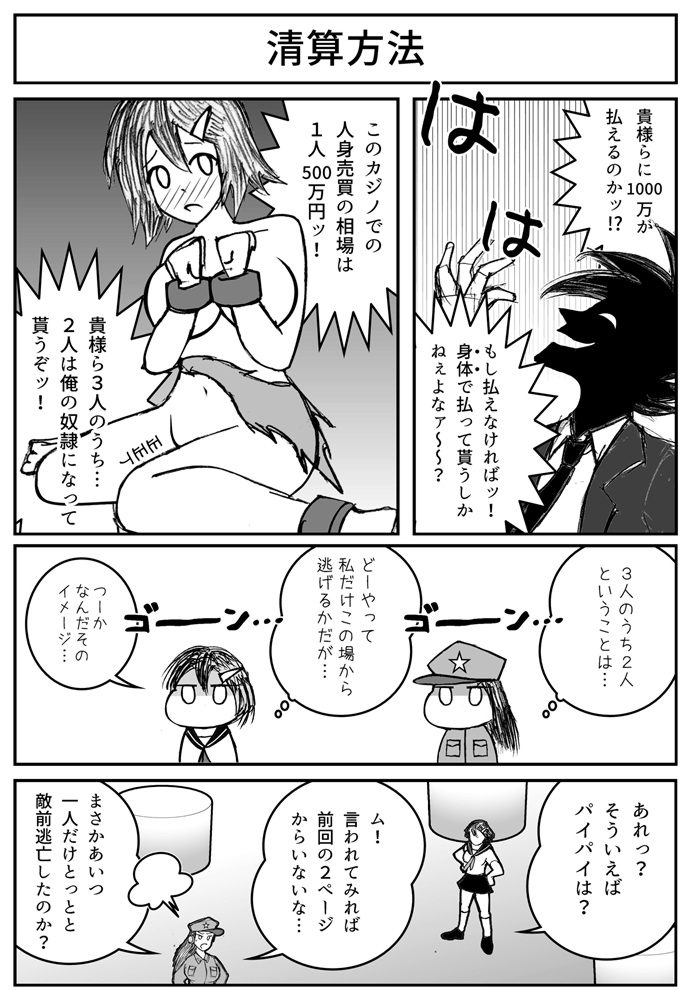 清算方法
貴様らに1000万が
払えるのかッ!?
は
は
もし払えなければッ！
身体で払って貰うしか
ねぇよなァ～～？
このカジノでの
人身売買の相場は
１人500万円ッ！
貴様ら３人のうち…
２人は俺の奴隷になって
貰うぞッ！
３人のうち２人
ということは…
ゴーーン…
どーやって
私だけこの場から
逃げるかだが…
ゴーーン…
つーか
なんだその
イメージ…
あれっ？
そういえば
パイパイは？
ム！
言われてみれば
前回の２ページ
からいないな…
まさかあいつ
一人だけとっとと
敵前逃亡したのか？